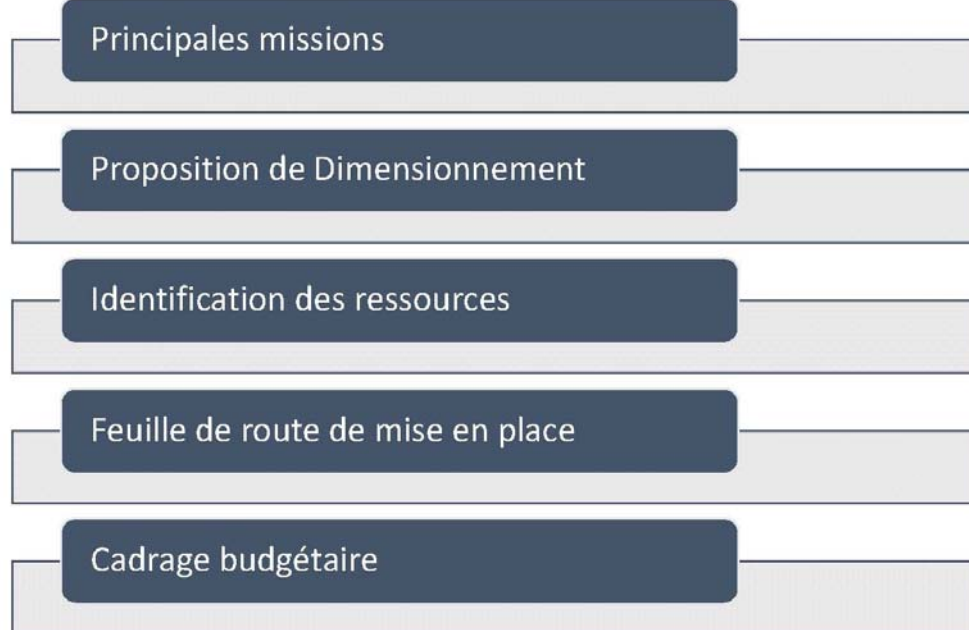 Principales missions
Proposition de Dimensionnement
Identification des ressources
Feuille de route de mise en place
Cadrage budgétaire